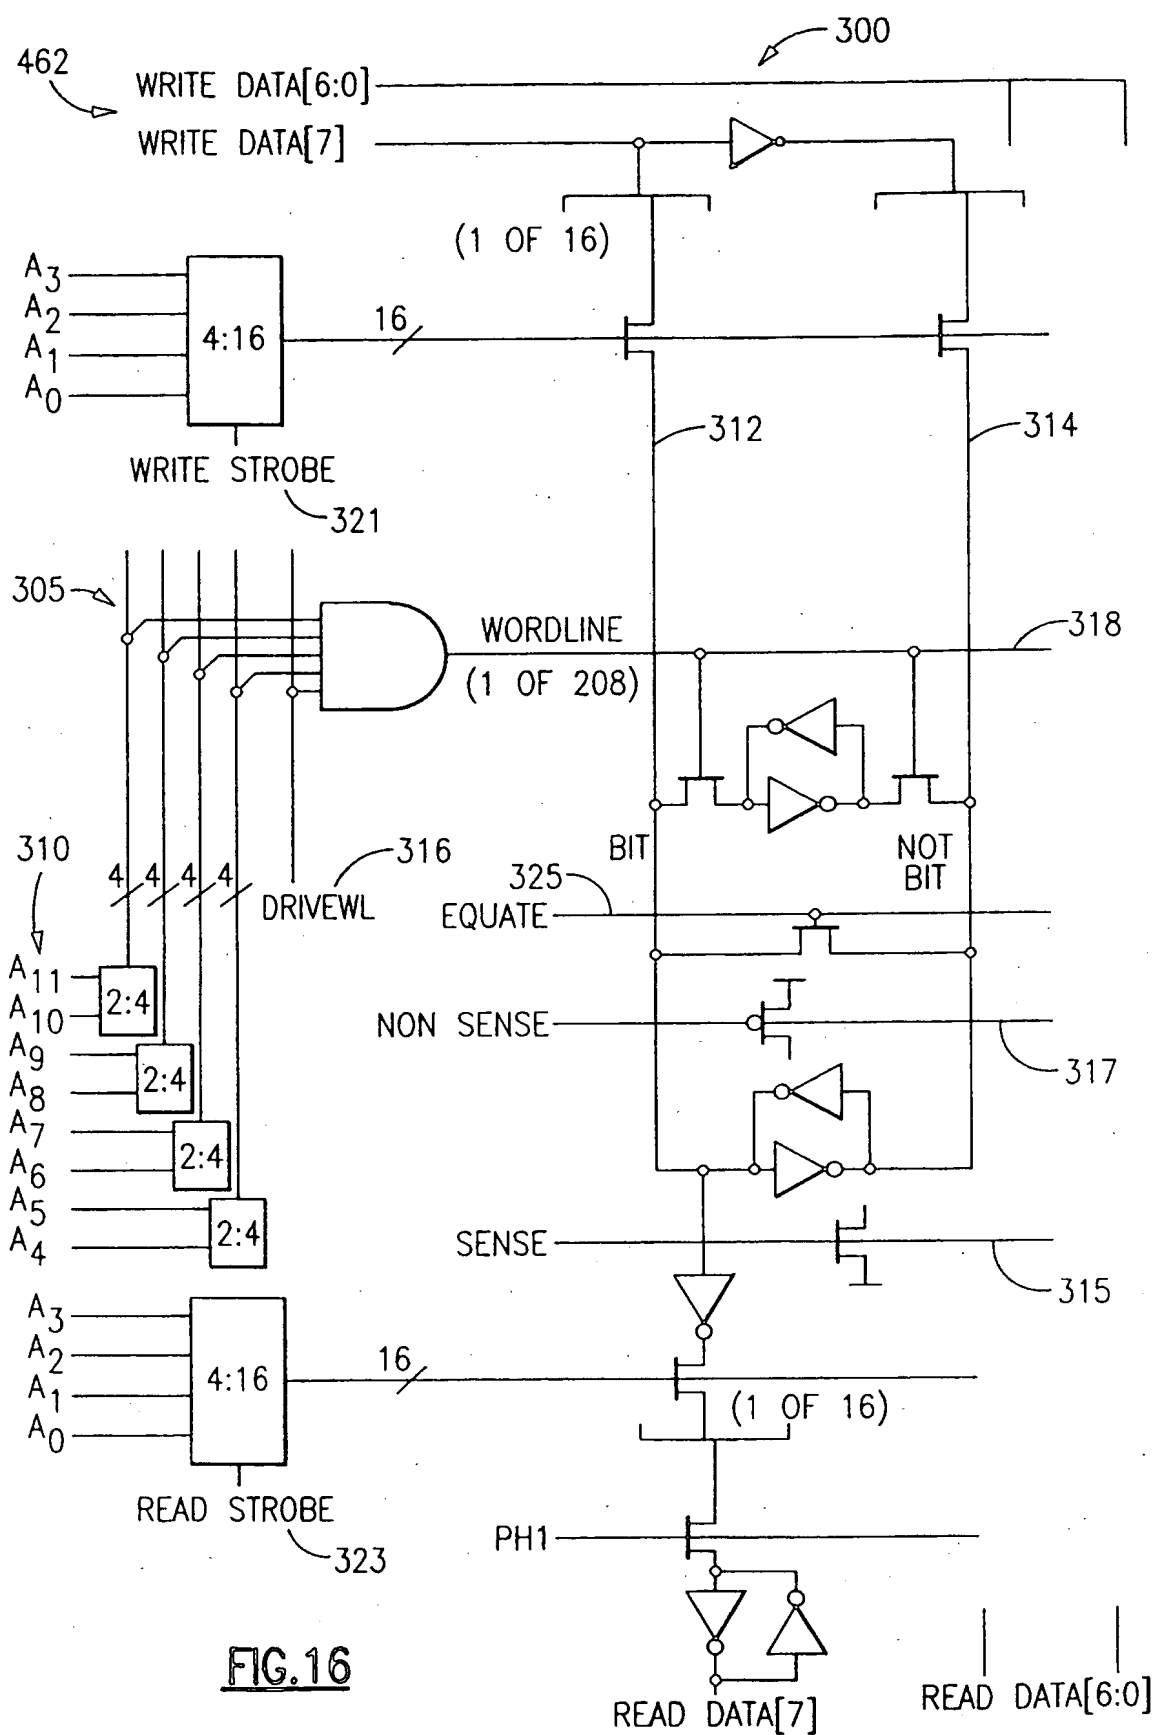 300
462
WRITE DATA[6:0]
WRITE DATA[7]
(1 OF 16)
A3
A2
A1
A0
4:16
16
312
314
WRITE STROBE
321
305
WORDLINE
(1 OF 208)
318
BIT
NOT
BIT
310
4 4 4 4
DRIVEWL
316
325
EQUATE
A11
A10
2:4
NON SENSE
317
A9
A8
2:4
A7
A6
2:4
A5
A4
2:4
SENSE
315
A3
A2
A1
A0
4:16
16
(1 OF 16)
READ STROBE
323
PH1
FIG.16
READ DATA[7]
READ DATA[6:0]